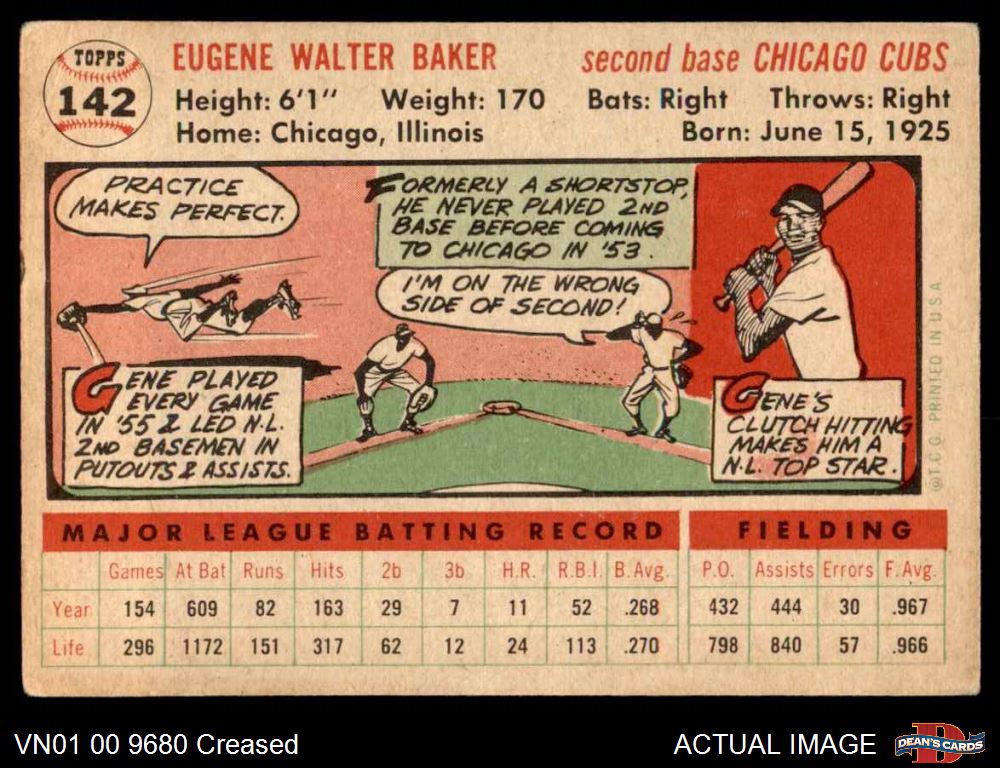 TOPPS
142
EUGENE WALTER BAKER
second base CHICAGO CUBS
Height: 6'1" Weight: 170 Bats: Right Throws: Right
Home: Chicago, Illinois Born: June 15, 1925
PRACTICE
MAKES PERFECT.
FORMERLY A SHORTSTOP,
HE NEVER PLAYED 2ND
BASE BEFORE COMING
TO CHICAGO IN '53.
I'M ON THE WRONG
SIDE OF SECOND!
GENE PLAYED
EVERY GAME
IN '55 & LED N.L.
2ND BASEMEN IN
PUTOUTS & ASSISTS.
GENE'S
CLUTCH HITTING
MAKES HIM A
N.L. TOP STAR.
©T.C.G. PRINTED IN U.S.A
MAJOR LEAGUE BATTING RECORD FIELDING
Games At Bat Runs Hits 2b 3b H.R. R.B.I. B.Avg. P.O. Assists Errors F.Avg.
Year 154 609 82 163 29 7 11 52 .268 432 444 30 .967
Life 296 1172 151 317 62 12 24 113 .270 798 840 57 .966
VN01 00 9680 Creased
ACTUAL IMAGE
D
DEAN'S CARDS